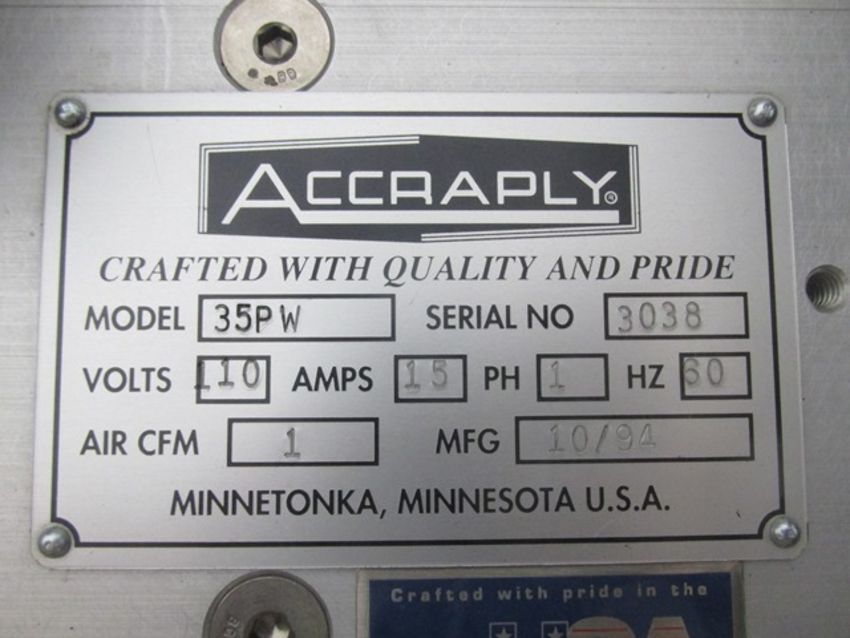 ACCRAPLY®
CRAFTED WITH QUALITY AND PRIDE
MODEL 35PW SERIAL NO 3038
VOLTS 110 AMPS 15 PH 1 HZ 60
AIR CFM 1 MFG 10/94
MINNETONKA, MINNESOTA U.S.A.
Crafted with pride in the